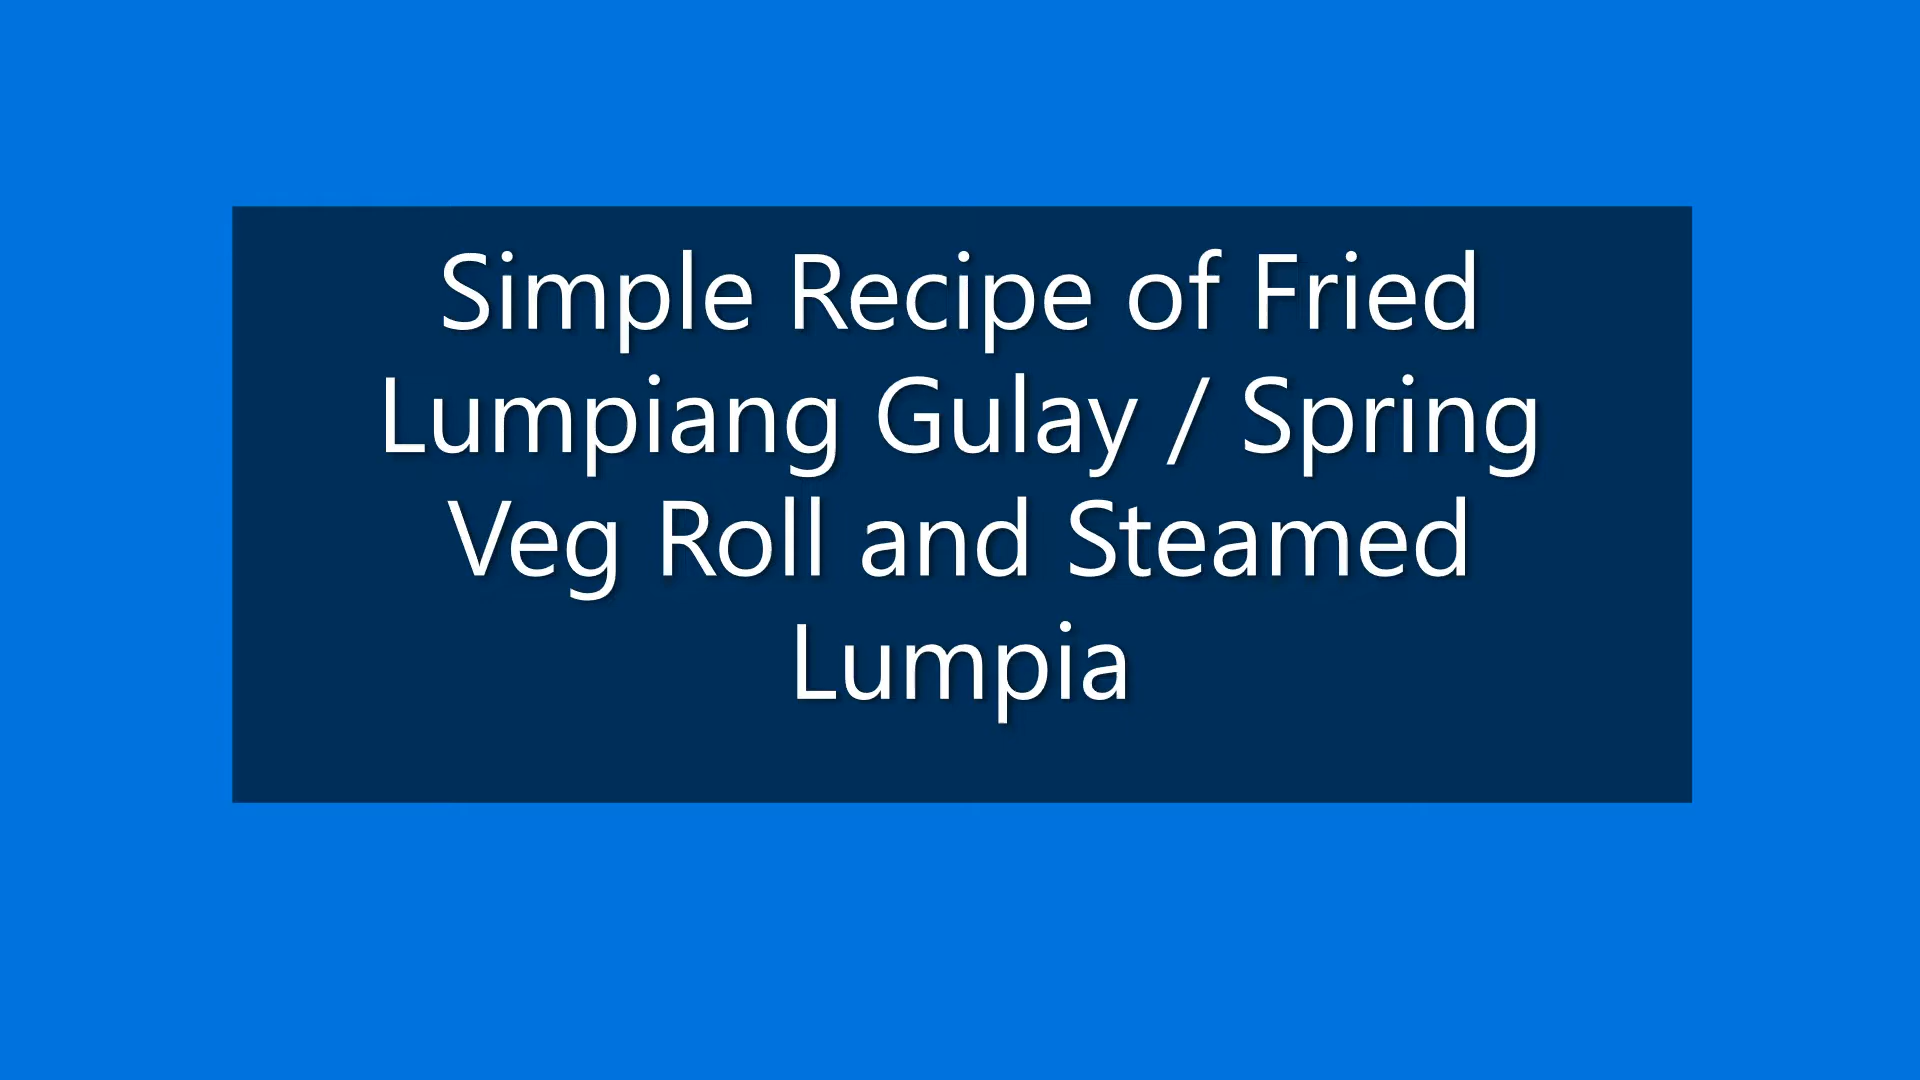 Simple Recipe of Fried
Lumpiang Gulay / Spring
Veg Roll and Steamed
Lumpia